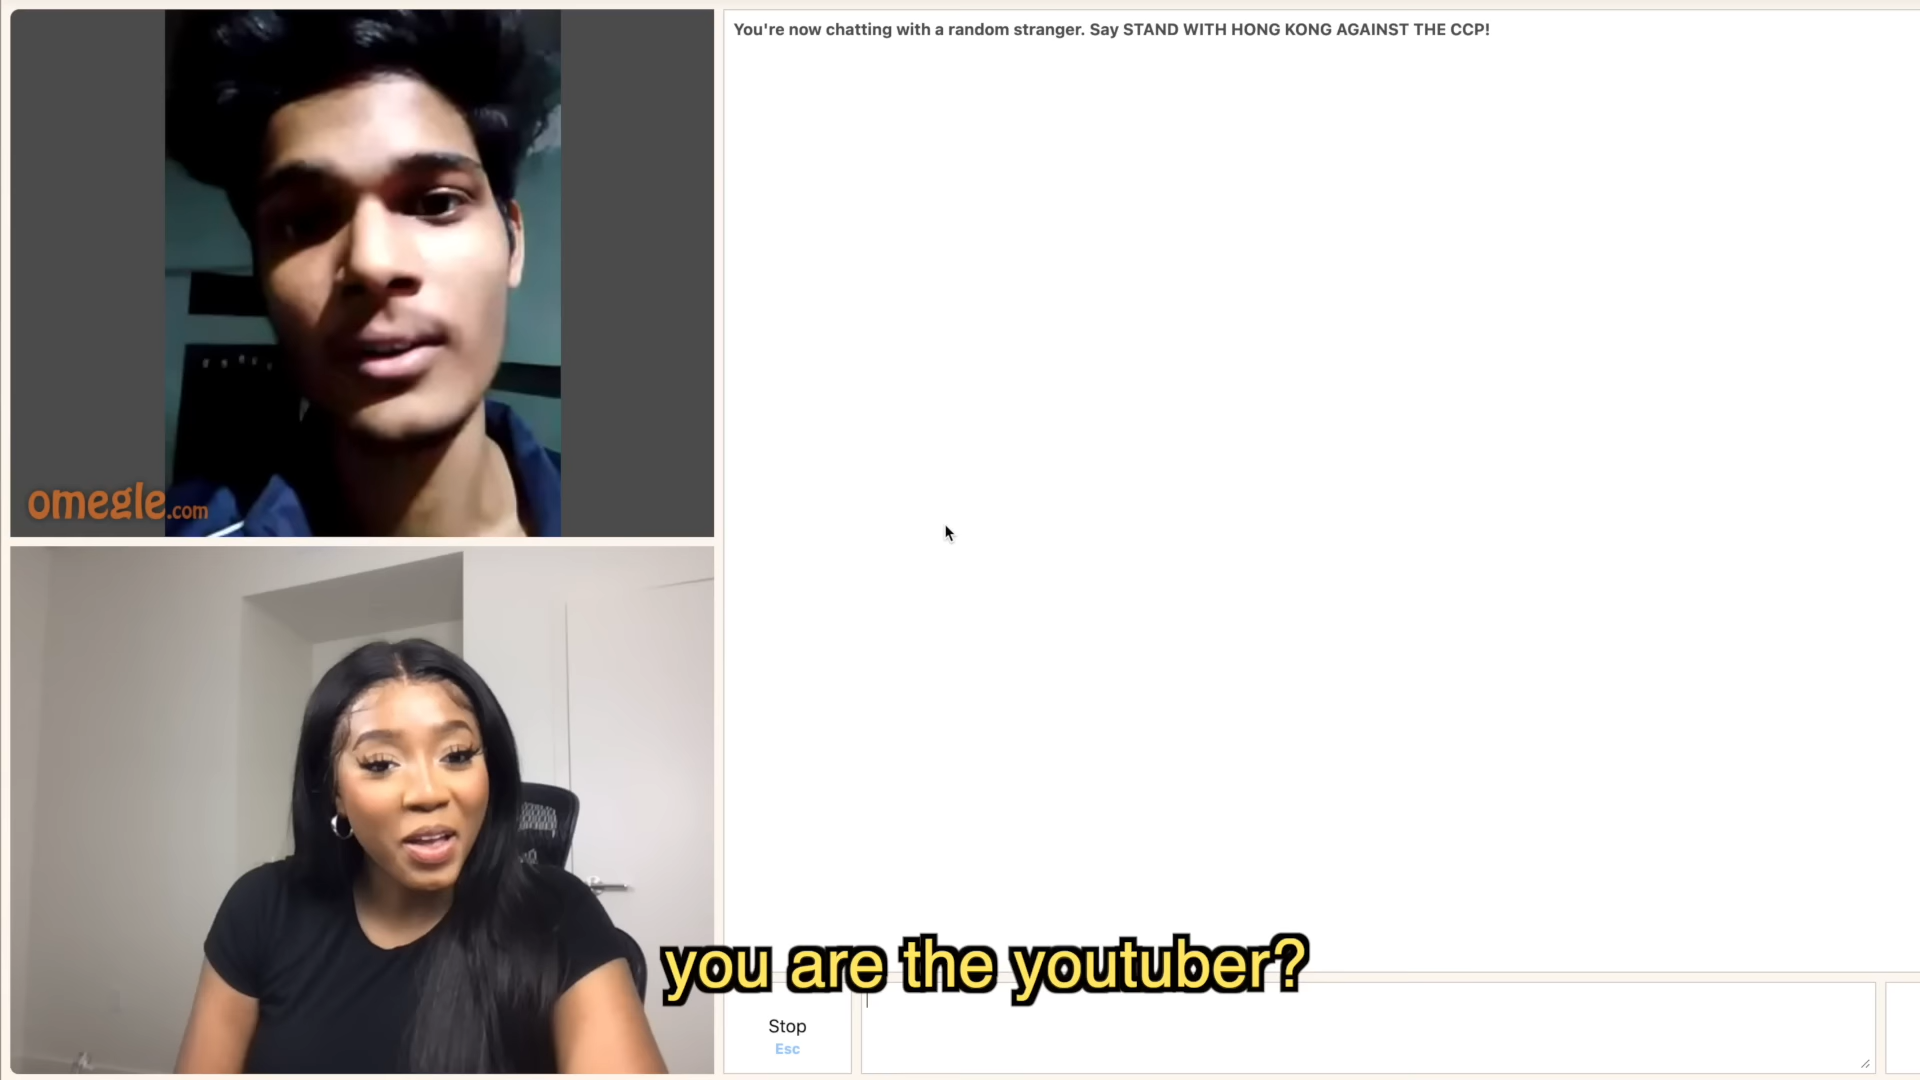 You're now chatting with a random stranger. Say STAND WITH HONG KONG AGAINST THE CCP!
omegle.com
you are the youtuber?
Stop
Esc